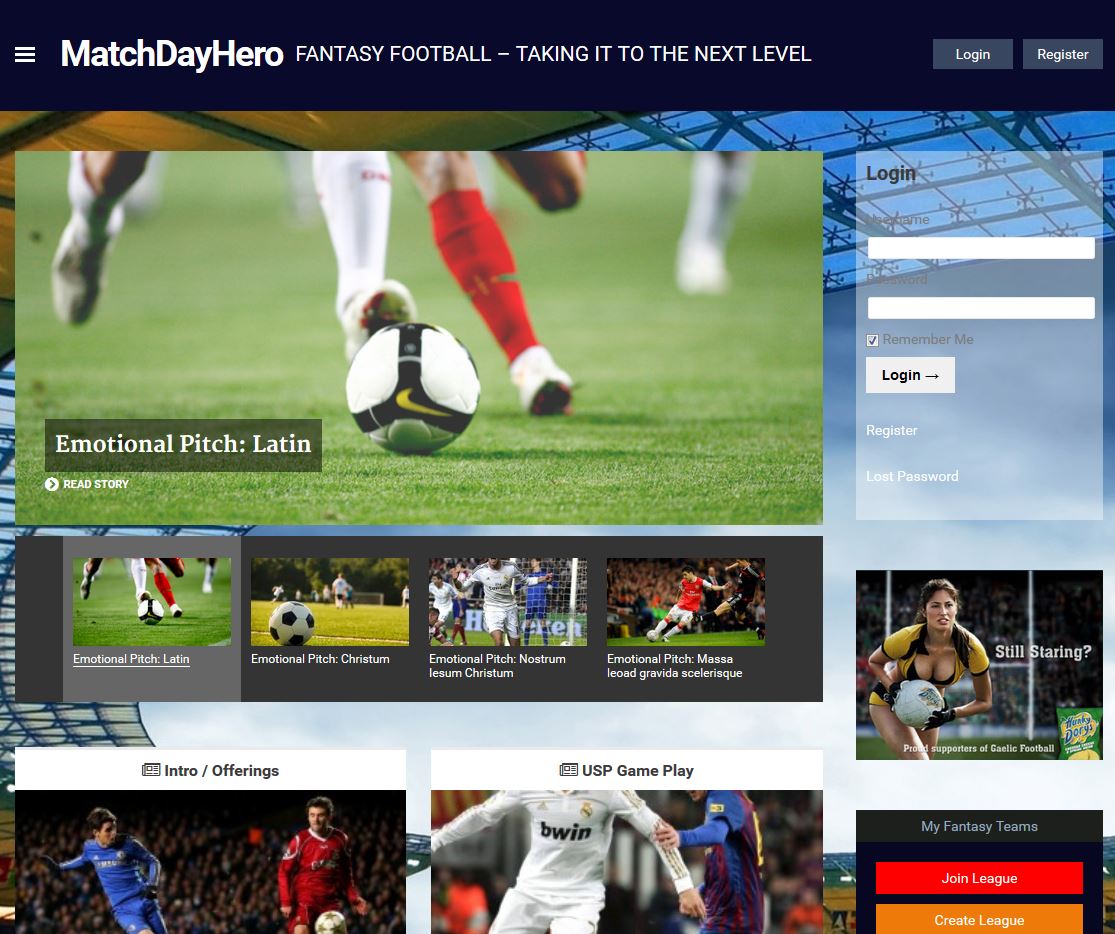 MatchDayHero FANTASY FOOTBALL – TAKING IT TO THE NEXT LEVEL
Login
Register
Emotional Pitch: Latin
READ STORY
Login
Username
Password
Remember Me
Login →
Register
Lost Password
Emotional Pitch: Latin
Emotional Pitch: Christum
Emotional Pitch: Nostrum
Iesum Christum
Emotional Pitch: Massa
leoad gravida scelerisque
Still Staring?
Hunky
Dorys
Proud supporters of Gaelic Football
Intro / Offerings
USP Game Play
bwin
My Fantasy Teams
Join League
Create League